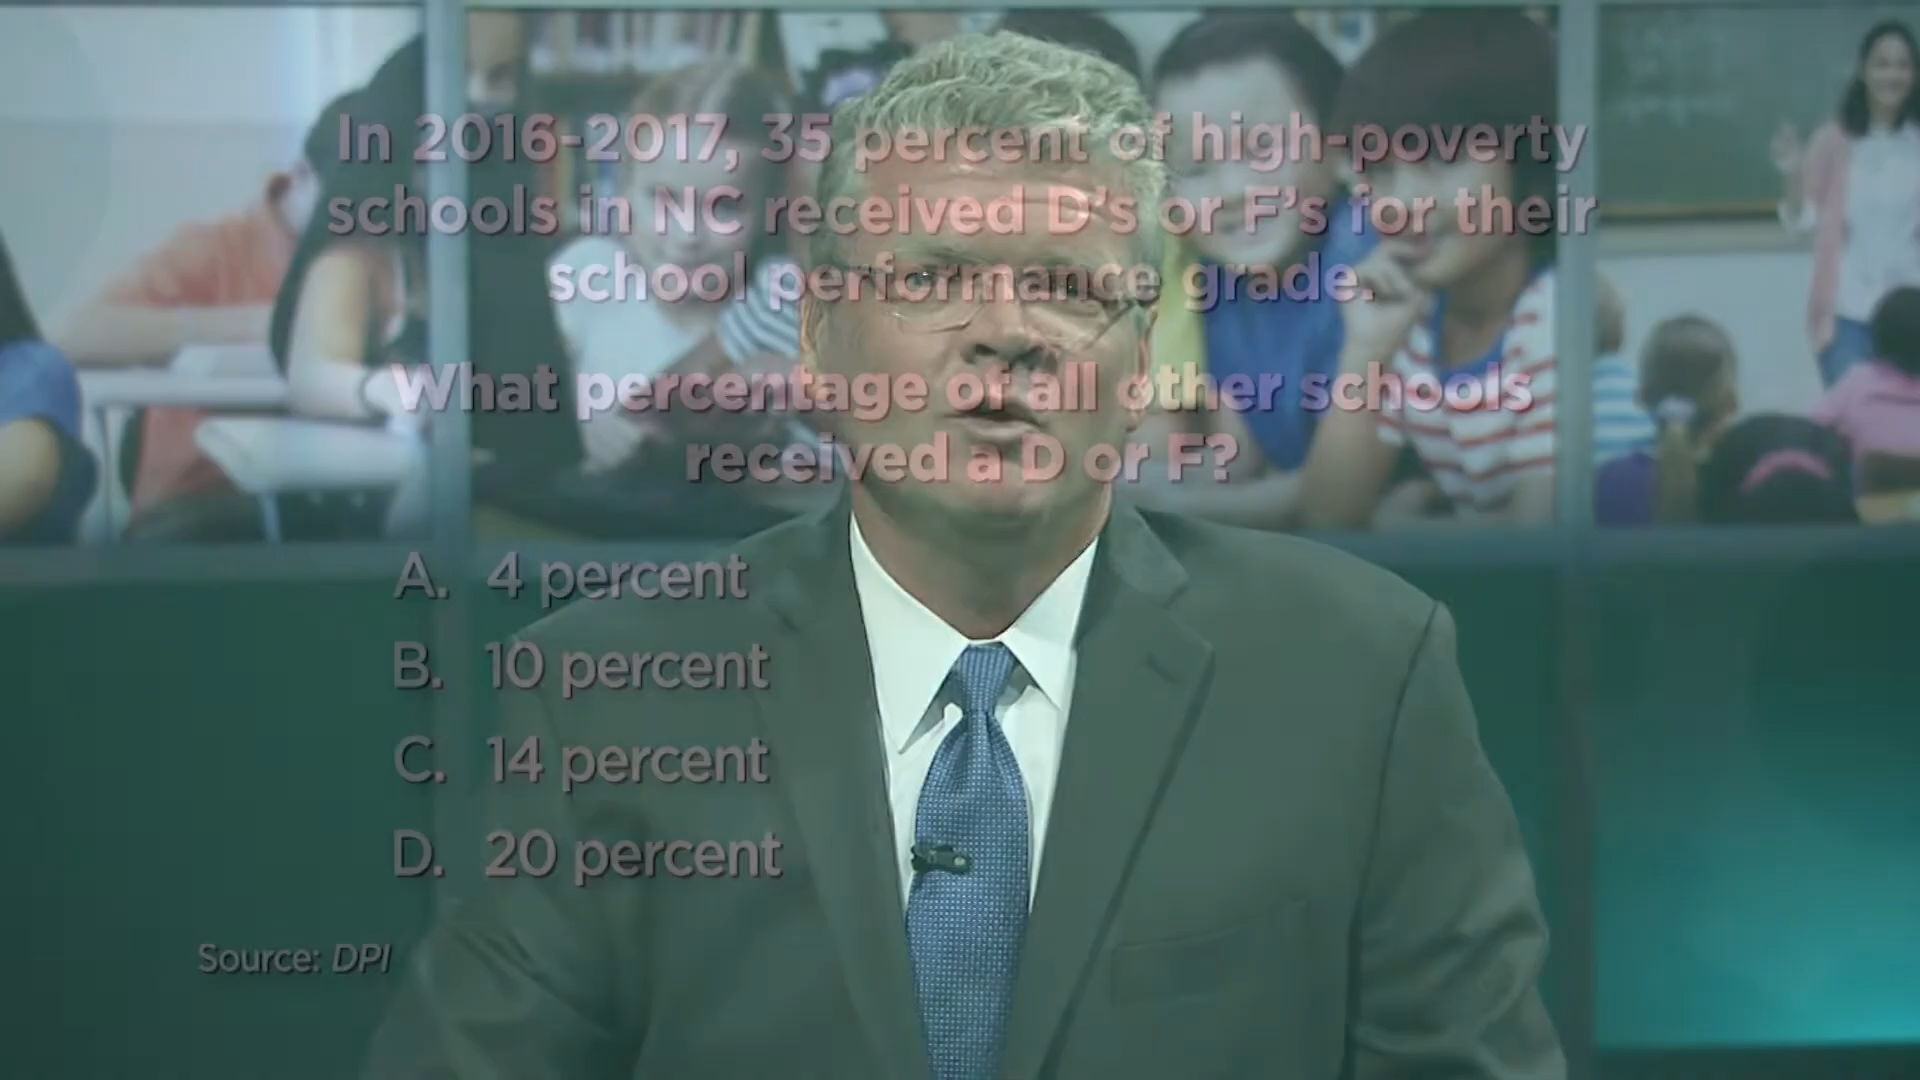 In 2016-2017, 35 percent of high-poverty
schools in NC received D's or F's for their
school performance grade.
What percentage of all other schools
received a D or F?
A. 4 percent
B. 10 percent
C. 14 percent
D. 20 percent
Source: DPI